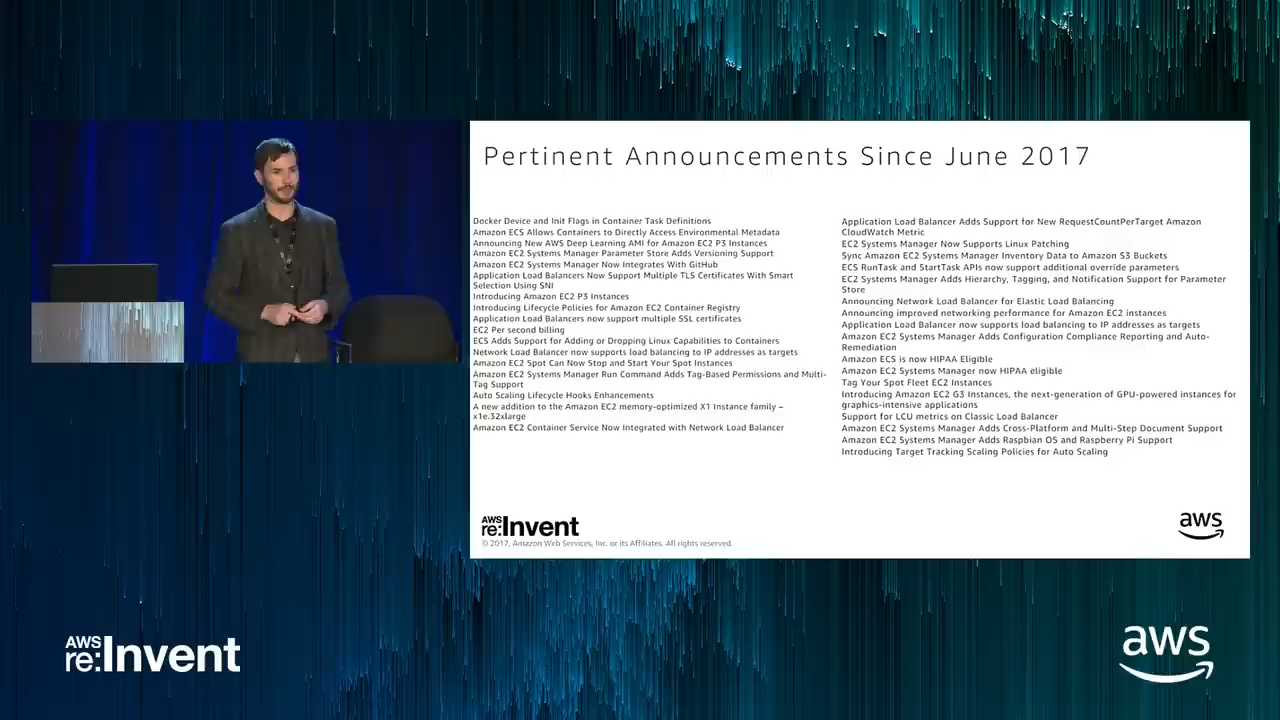 Pertinent Announcements Since June 2017
Docker Device and Init Flags in Container Task Definitions
Amazon ECS Allows Containers to Directly Access Environmental Metadata
Announcing New AWS Deep Learning AMI for Amazon EC2 P3 Instances
Amazon EC2 Systems Manager Parameter Store Adds Versioning Support
Amazon EC2 Systems Manager Now Integrates With GitHub
Application Load Balancers Now Support Multiple TLS Certificates With Smart
Selection Using SNI
Introducing Amazon EC2 P3 Instances
Introducing Lifecycle Policies for Amazon EC2 Container Registry
Application Load Balancers now support multiple SSL certificates
EC2 Per second billing
ECS Adds Support for Adding or Dropping Linux Capabilities to Containers
Network Load Balancer now supports load balancing to IP addresses as targets
Amazon EC2 Spot Can Now Stop and Start Your Spot Instances
Amazon EC2 Systems Manager Run Command Adds Tag-Based Permissions and Multi-
Tag Support
Auto Scaling Lifecycle Hooks Enhancements
A new addition to the Amazon EC2 memory-optimized X1 Instance family –
x1e.32xlarge
Amazon EC2 Container Service Now Integrated with Network Load Balancer
Application Load Balancer Adds Support for New RequestCountPerTarget Amazon
CloudWatch Metric
EC2 Systems Manager Now Supports Linux Patching
Sync Amazon EC2 Systems Manager Inventory Data to Amazon S3 Buckets
ECS RunTask and StartTask APIs now support additional override parameters
EC2 Systems Manager Adds Hierarchy, Tagging, and Notification Support for Parameter
Store
Announcing Network Load Balancer for Elastic Load Balancing
Announcing improved networking performance for Amazon EC2 instances
Application Load Balancer now supports load balancing to IP addresses as targets
Amazon EC2 Systems Manager Adds Configuration Compliance Reporting and Auto-
Remediation
Amazon ECS is now HIPAA Eligible
Amazon EC2 Systems Manager now HIPAA eligible
Tag Your Spot Fleet EC2 Instances
Introducing Amazon EC2 G3 Instances, the next-generation of GPU-powered instances for
graphics-intensive applications
Support for LCU metrics on Classic Load Balancer
Amazon EC2 Systems Manager Adds Cross-Platform and Multi-Step Document Support
Amazon EC2 Systems Manager Adds Raspbian OS and Raspberry Pi Support
Introducing Target Tracking Scaling Policies for Auto Scaling
AWS
re:Invent
© 2017, Amazon Web Services, Inc. or its Affiliates. All rights reserved.
aws
AWS
re:Invent
aws